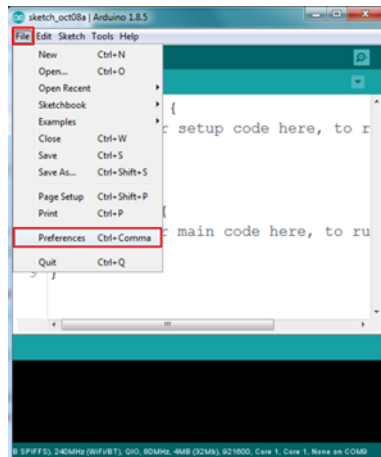 sketch_oct08a | Arduino 1.8.5
File Edit Sketch Tools Help
New Ctrl+N
Open... Ctrl+O
Open Recent
Sketchbook
Examples
Close Ctrl+W
Save Ctrl+S
Save As... Ctrl+Shift+S
Page Setup Ctrl+Shift+P
Print Ctrl+P
Preferences Ctrl+Comma
Quit Ctrl+Q
{
r setup code here, to r
{
r main code here, to ru
9 }
B SPIFFS), 240MHz (WiFi/BT), QIO, 80MHz, 4MB (32Mb), 921600, Core 1, Core 1, None on COM9